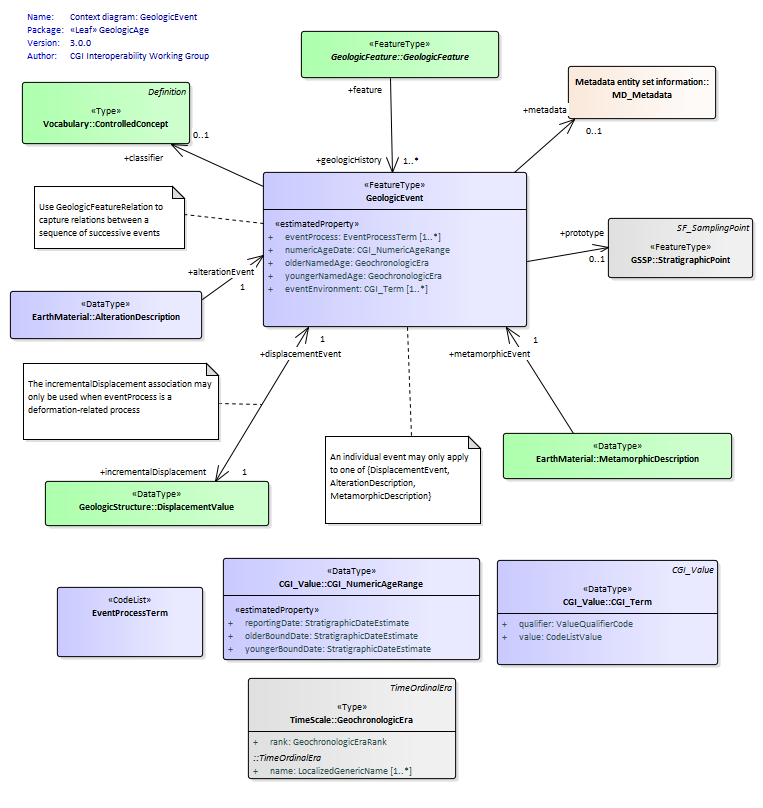 Name: Context diagram: GeologicEvent
Package: «Leaf» GeologicAge
Version: 3.0.0
Author: CGI Interoperability Working Group
«FeatureType»
GeologicFeature::GeologicFeature
+feature
+geologicHistory 1..*
Metadata entity set information::
MD_Metadata
+metadata
0..1
Definition
«Type»
Vocabulary::ControlledConcept
0..1
+classifier
Use GeologicFeatureRelation to
capture relations between a
sequence of successive events
«FeatureType»
GeologicEvent
«estimatedProperty»
+ eventProcess: EventProcessTerm [1..*]
+ numericAgeDate: CGI_NumericAgeRange
+ olderNamedAge: GeochronologicEra
+ youngerNamedAge: GeochronologicEra
+ eventEnvironment: CGI_Term [1..*]
+prototype
0..1
SF_SamplingPoint
«FeatureType»
GSSP::StratigraphicPoint
+alterationEvent
1
«DataType»
EarthMaterial::AlterationDescription
1
+displacementEvent
1
+metamorphicEvent
The incrementalDisplacement association may
only be used when eventProcess is a
deformation-related process
An individual event may only apply
to one of {DisplacementEvent,
AlterationDescription,
MetamorphicDescription}
«DataType»
EarthMaterial::MetamorphicDescription
+incrementalDisplacement 1
«DataType»
GeologicStructure::DisplacementValue
«CodeList»
EventProcessTerm
«DataType»
CGI_Value::CGI_NumericAgeRange
«estimatedProperty»
+ reportingDate: StratigraphicDateEstimate
+ olderBoundDate: StratigraphicDateEstimate
+ youngerBoundDate: StratigraphicDateEstimate
CGI_Value
«DataType»
CGI_Value::CGI_Term
+ qualifier: ValueQualifierCode
+ value: CodeListValue
TimeOrdinalEra
«Type»
TimeScale::GeochronologicEra
+ rank: GeochronologicEraRank
::TimeOrdinalEra
+ name: LocalizedGenericName [1..*]